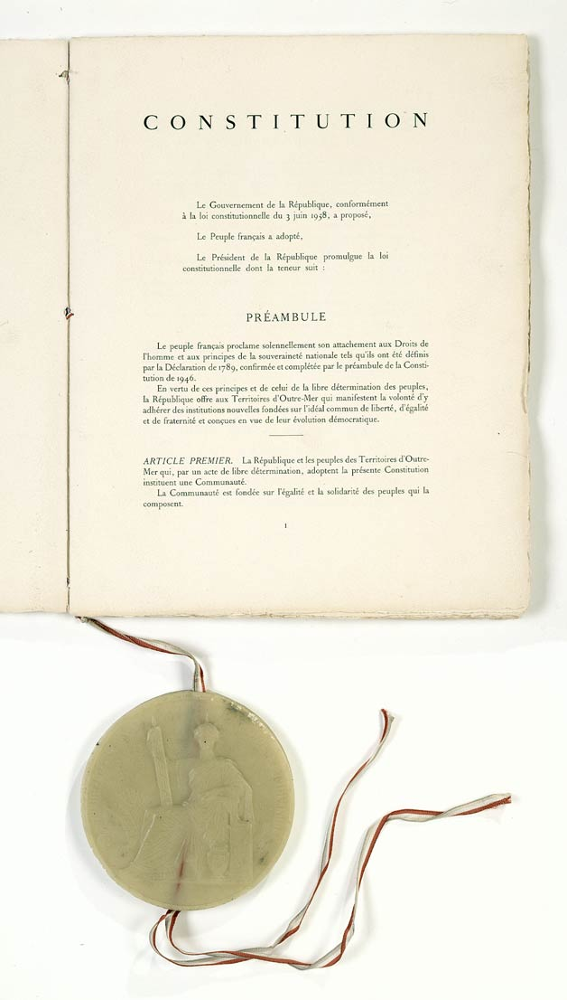 CONSTITUTION
Le Gouvernement de la République, conformément
à la loi constitutionnelle du 3 juin 1958, a proposé,
Le Peuple français a adopté,
Le Président de la République promulgue la loi
constitutionnelle dont la teneur suit :
PRÉAMBULE
Le peuple français proclame solennellement son attachement aux Droits de
l'homme et aux principes de la souveraineté nationale tels qu'ils ont été définis
par la Déclaration de 1789, confirmée et complétée par le préambule de la Consti-
tution de 1946.
En vertu de ces principes et de celui de la libre détermination des peuples,
la République offre aux Territoires d'Outre-Mer qui manifestent la volonté d'y
adhérer des institutions nouvelles fondées sur l'idéal commun de liberté, d'égalité
et de fraternité et conçues en vue de leur évolution démocratique.
ARTICLE PREMIER. La République et les peuples des Territoires d'Outre-
Mer qui, par un acte de libre détermination, adoptent la présente Constitution
instituent une Communauté.
La Communauté est fondée sur l'égalité et la solidarité des peuples qui la
composent.
1